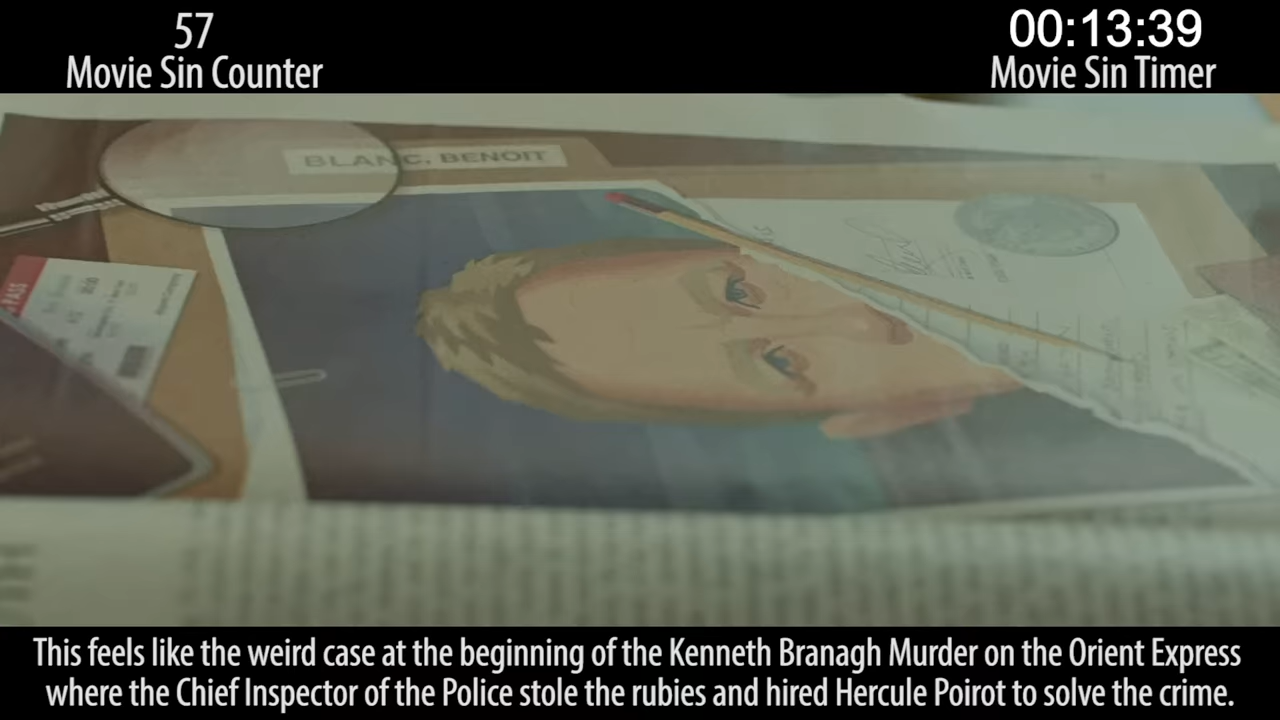 57
Movie Sin Counter
00:13:39
Movie Sin Timer
BLANC, BENOIT
PASS
This feels like the weird case at the beginning of the Kenneth Branagh Murder on the Orient Express
where the Chief Inspector of the Police stole the rubies and hired Hercule Poirot to solve the crime.